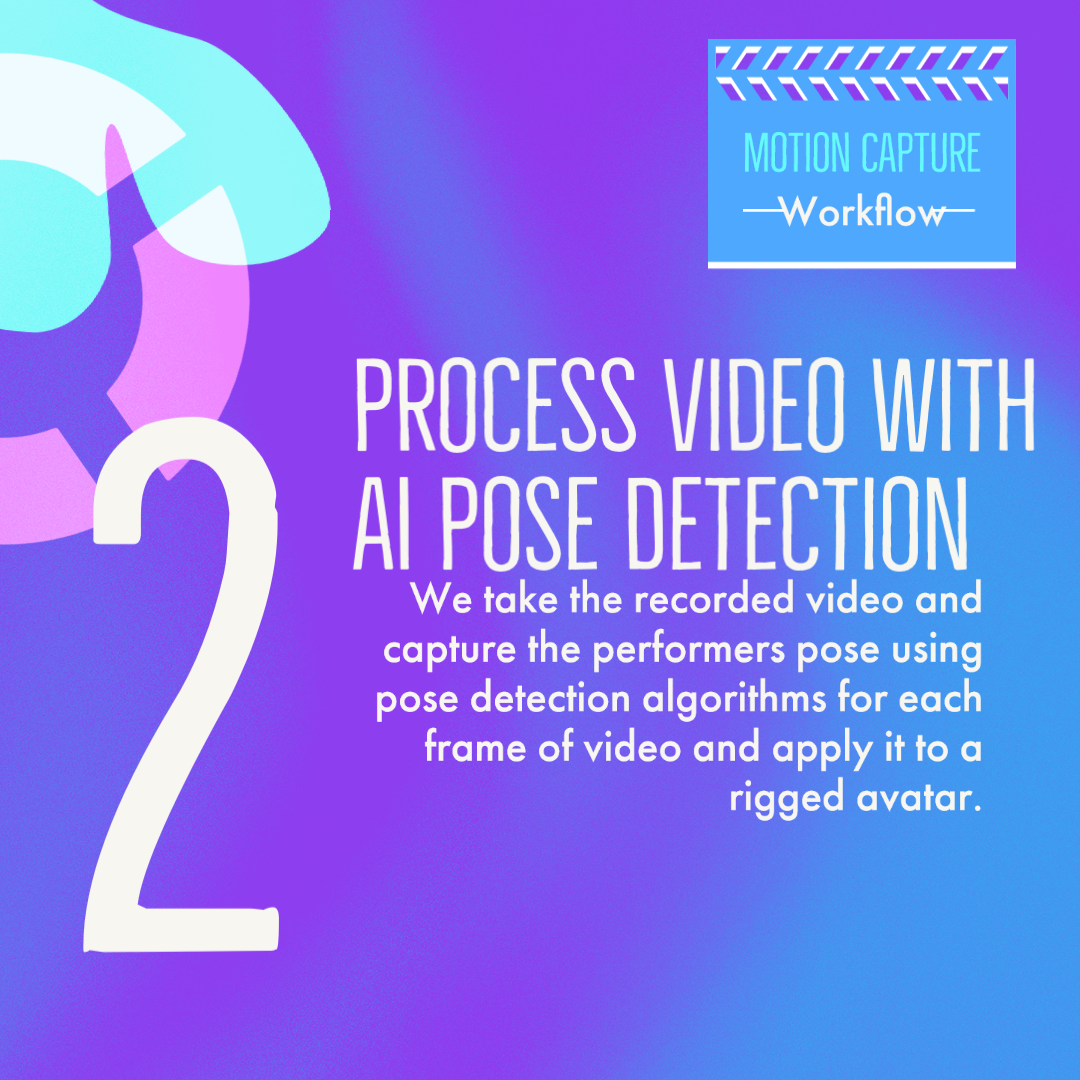 MOTION CAPTURE
Workflow
2
PROCESS VIDEO WITH
AI POSE DETECTION
We take the recorded video and
capture the performers pose using
pose detection algorithms for each
frame of video and apply it to a
rigged avatar.